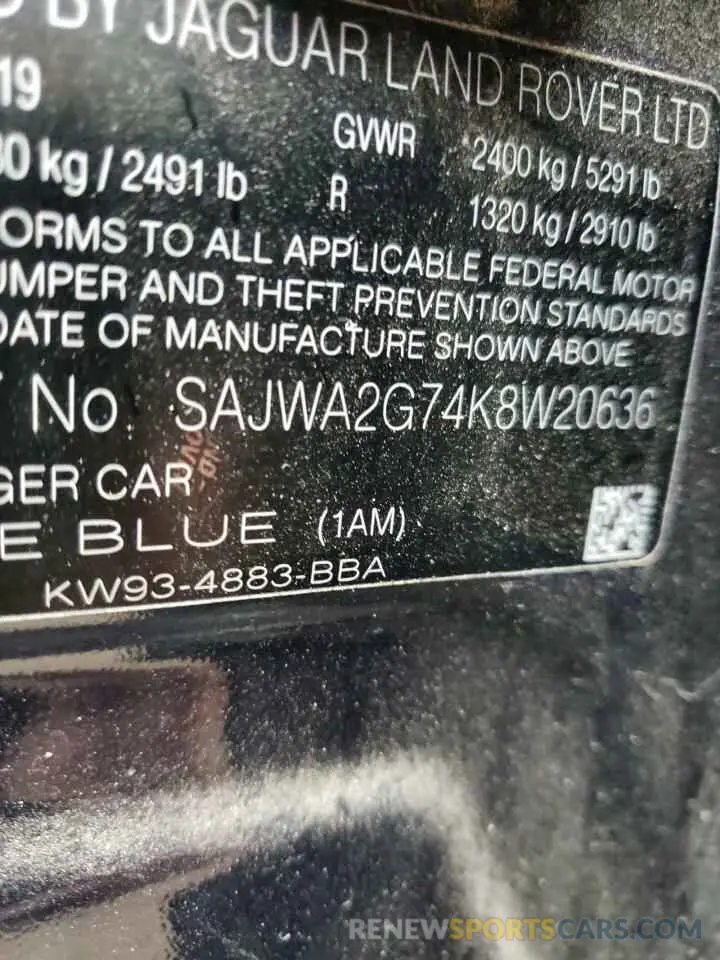 D BY JAGUAR LAND ROVER LTD
19
GVWR 2400 kg / 5291 lb
80 kg / 2491 lb R 1320 kg / 2910 lb
ORMS TO ALL APPLICABLE FEDERAL MOTOR
UMPER AND THEFT PREVENTION STANDARDS
DATE OF MANUFACTURE SHOWN ABOVE
No. SAJWA2G74K8W20636
GER CAR
E BLUE (1AM)
KW93-4883-BBA
RENEWSPORTSCARS.COM